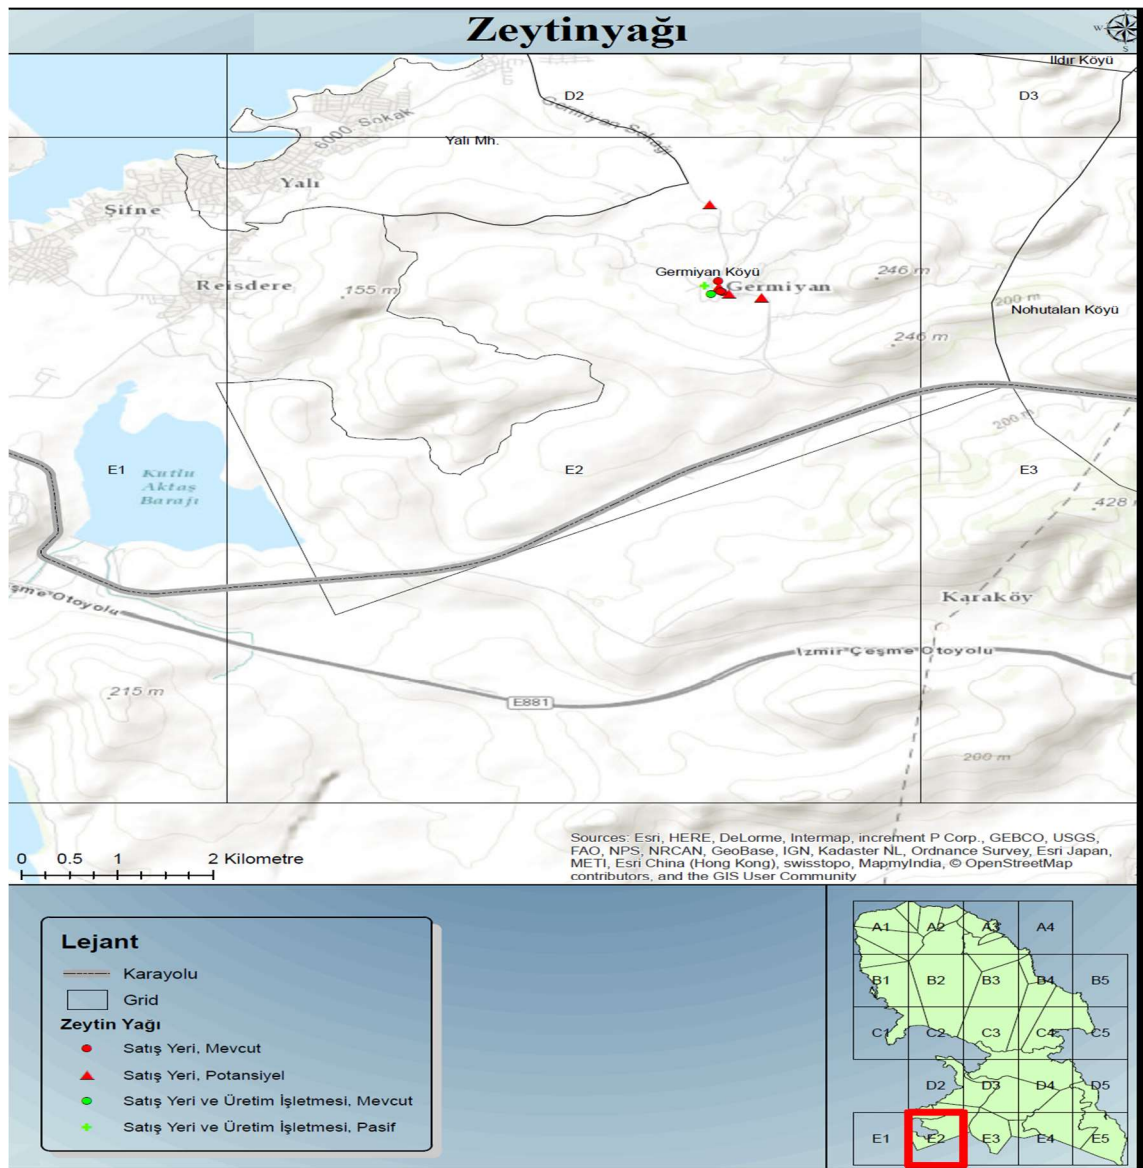 Zeytinyağı
N
W
S
Ildır Köyü
D2
D3
Germiyan Sokağı
6000 Sokak
Yalı Mh.
Yalı
Şifne
Germiyan Köyü
246 m
Reisdere
155 m
Germiyan
200 m
Nohutalan Köyü
246 m
200 m
E1
Kutlu
Aktaş
Barajı
E2
E3
428
Karaköy
şme Otoyolu
İzmir Çeşme Otoyolu
215 m
E881
200 m
Sources: Esri, HERE, DeLorme, Intermap, increment P Corp., GEBCO, USGS,
FAO, NPS, NRCAN, GeoBase, IGN, Kadaster NL, Ordnance Survey, Esri Japan,
METI, Esri China (Hong Kong), swisstopo, MapmyIndia, © OpenStreetMap
contributors, and the GIS User Community
0 0.5 1 2 Kilometre
Lejant
Karayolu
Grid
Zeytin Yağı
Satış Yeri, Mevcut
Satış Yeri, Potansiyel
Satış Yeri ve Üretim İşletmesi, Mevcut
Satış Yeri ve Üretim İşletmesi, Pasif
A1 A2 A3 A4
B1 B2 B3 B4 B5
C1 C2 C3 C4 C5
D2 D3 D4 D5
E1 E2 E3 E4 E5